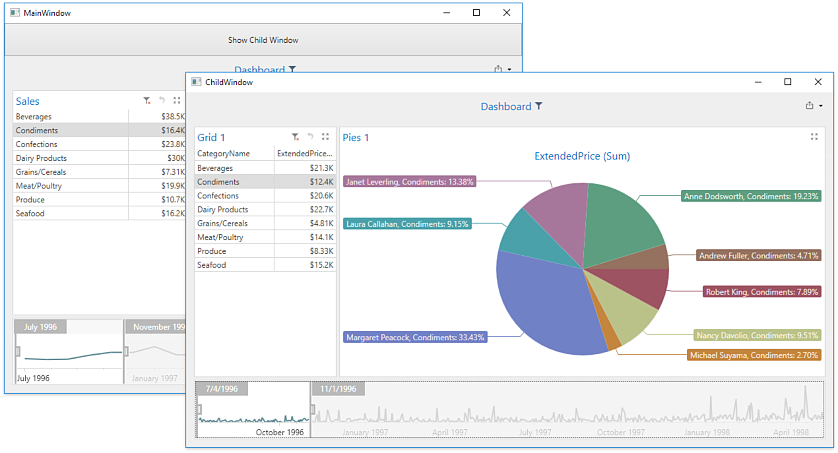 MainWindow
Show Child Window
Dashboard
Sales
Beverages $38.5K
Condiments $16.4K
Confections $23.8K
Dairy Products $30K
Grains/Cereals $7.31K
Meat/Poultry $19.9K
Produce $10.7K
Seafood $16.2K
July 1996 November 199
July 1996 January 1997
ChildWindow
Dashboard
Grid 1
CategoryName ExtendedPrice...
Beverages $21.3K
Condiments $12.4K
Confections $20.6K
Dairy Products $22.7K
Grains/Cereals $4.81K
Meat/Poultry $14.1K
Produce $8.33K
Seafood $15.2K
Pies 1
ExtendedPrice (Sum)
Janet Leverling, Condiments: 13.38%
Anne Dodsworth, Condiments: 19.23%
Laura Callahan, Condiments: 9.15%
Andrew Fuller, Condiments: 4.71%
Robert King, Condiments: 7.89%
Margaret Peacock, Condiments: 33.43%
Nancy Davolio, Condiments: 9.51%
Michael Suyama, Condiments: 2.70%
7/4/1996 11/1/1996
October 1996 January 1997 April 1997 July 1997 October 1997 January 1998 April 1998